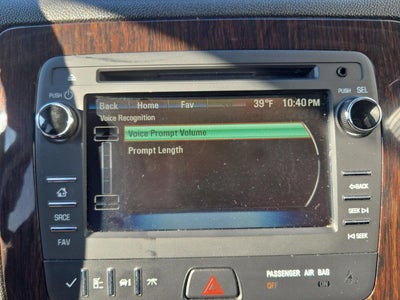 PUSH
PUSH SEL
Back Home Fav 39°F 10:40 PM
Voice Recognition
Voice Prompt Volume
Prompt Length
BACK
SRCE
SEEK
FAV
SEEK
PASSENGER AIR BAG
OFF ON